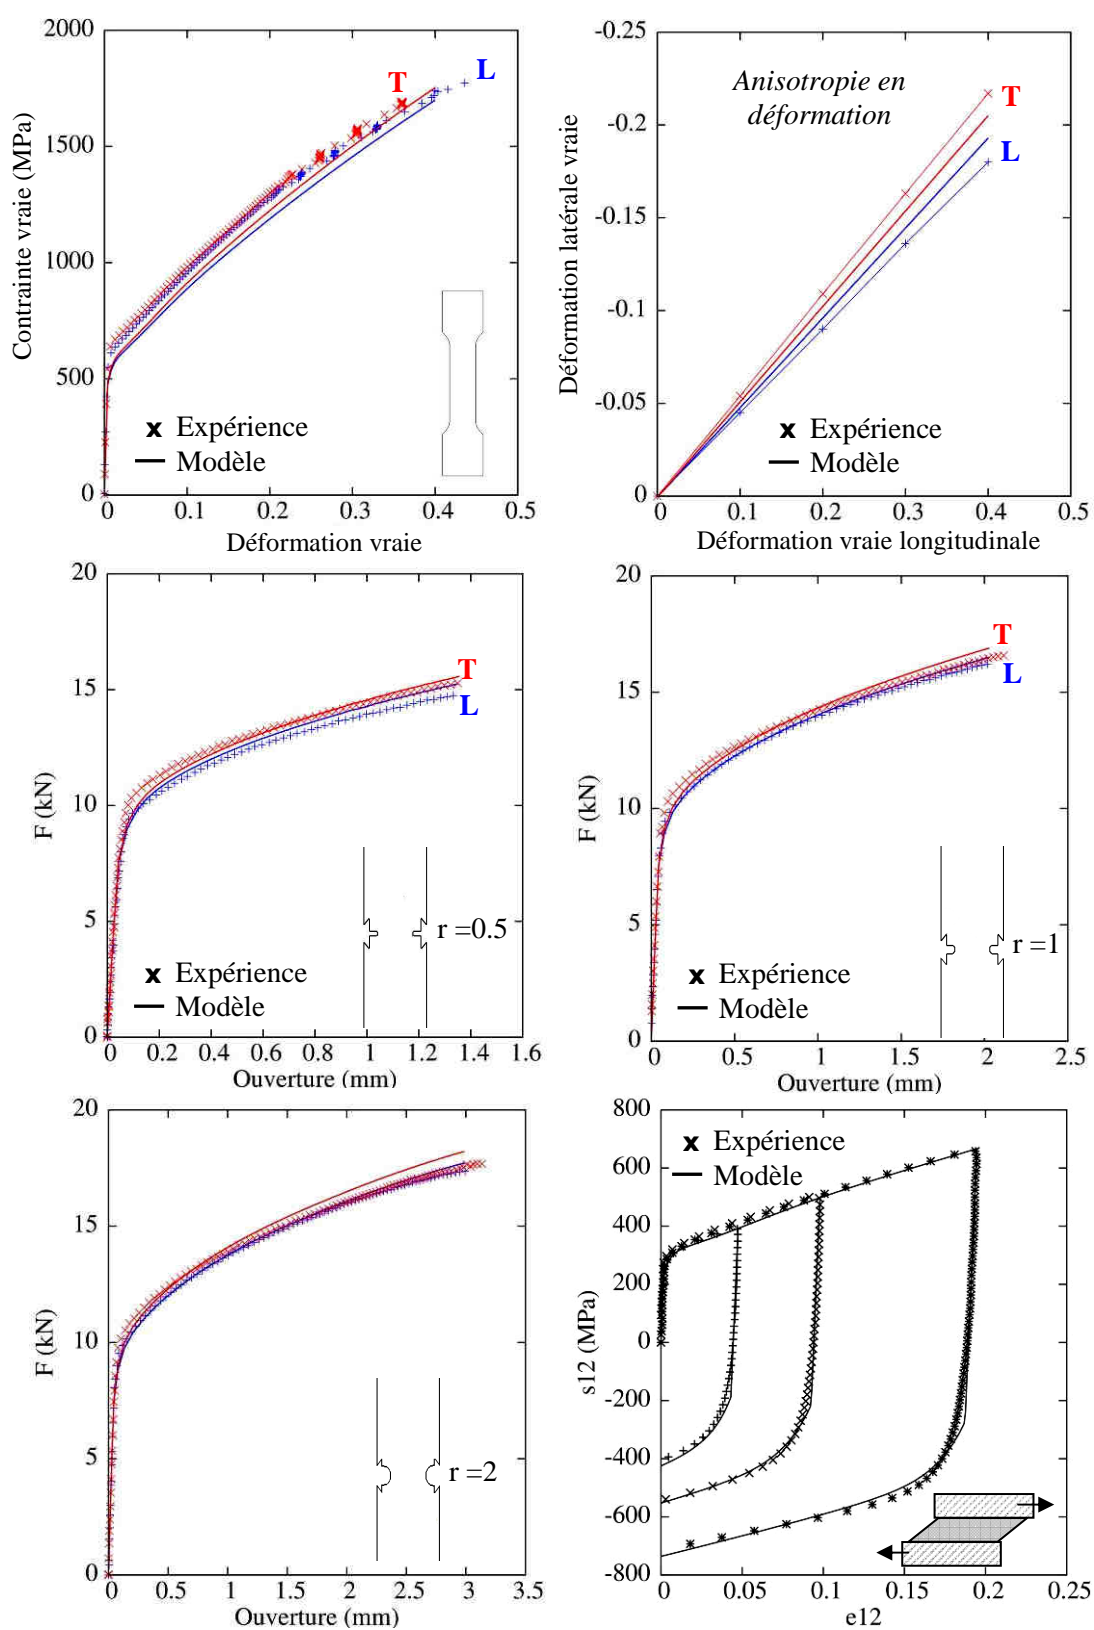 2000
1500
1000
500
0
Contrainte vraie (MPa)
T
L
x Expérience
Modèle
0
0.1
0.2
0.3
0.4
0.5
Déformation vraie
-0.25
-0.2
-0.15
-0.1
-0.05
0
Déformation latérale vraie
Anisotropie en
déformation
T
L
x Expérience
Modèle
0
0.1
0.2
0.3
0.4
0.5
Déformation vraie longitudinale
20
15
10
5
0
F (kN)
T
L
r =0.5
x Expérience
Modèle
0
0.2
0.4
0.6
0.8
1
1.2
1.4
1.6
Ouverture (mm)
20
15
10
5
0
F (kN)
T
L
r =1
x Expérience
Modèle
0
0.5
1
1.5
2
2.5
Ouverture (mm)
20
15
10
5
0
F (kN)
r =2
0
0.5
1
1.5
2
2.5
3
3.5
Ouverture (mm)
800
600
400
200
0
-200
-400
-600
-800
s12 (MPa)
x Expérience
Modèle
0
0.05
0.1
0.15
0.2
0.25
e12